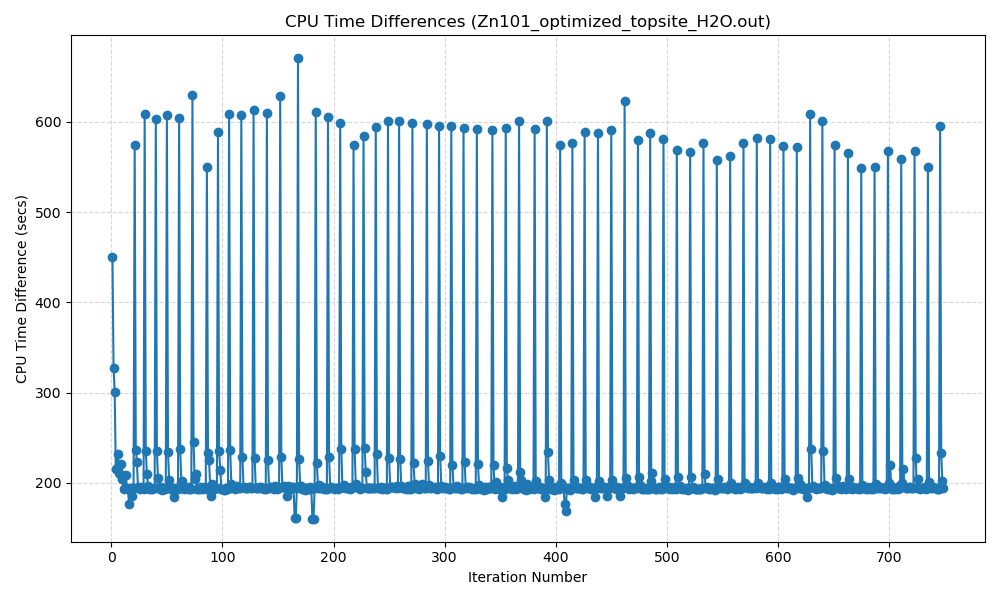 CPU Time Differences (Zn101_optimized_topsite_H2O.out)
CPU Time Difference (secs)
600
500
400
300
200
0 100 200 300 400 500 600 700
Iteration Number